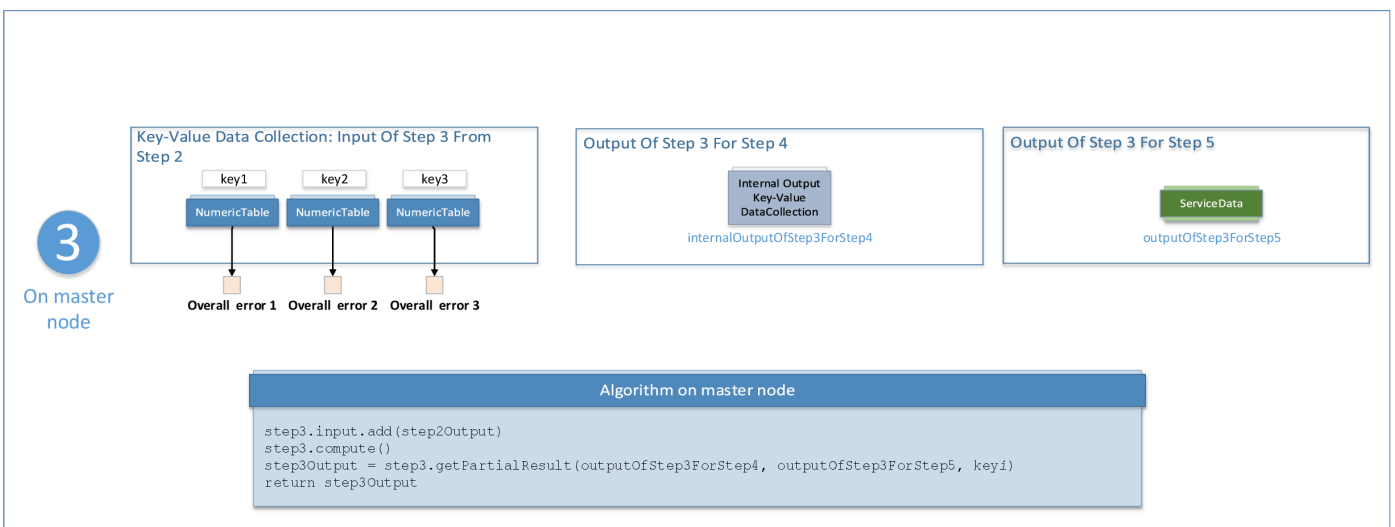 Key-Value Data Collection: Input Of Step 3 From
Step 2
key1
key2
key3
NumericTable
NumericTable
NumericTable
Overall error 1
Overall error 2
Overall error 3
Output Of Step 3 For Step 4
Internal Output
Key-Value
DataCollection
internalOutputOfStep3ForStep4
Output Of Step 3 For Step 5
ServiceData
outputOfStep3ForStep5
3
On master
node
Algorithm on master node
step3.input.add(step2Output)
step3.compute()
step3Output = step3.getPartialResult(outputOfStep3ForStep4, outputOfStep3ForStep5, keyi)
return step3Output